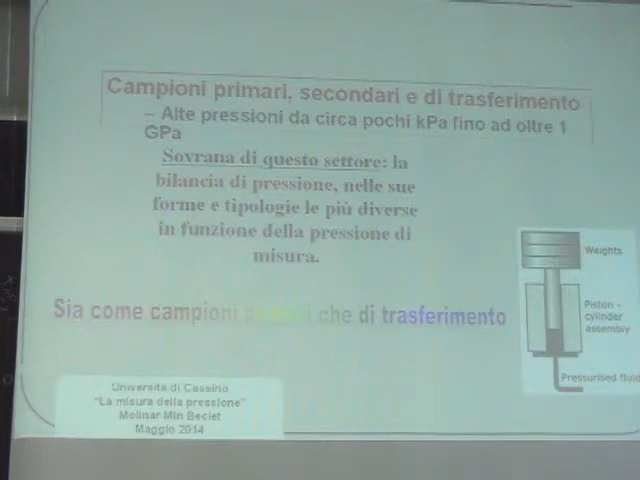 Campioni primari, secondari e di trasferimento
– Alte pressioni da circa pochi kPa fino ad oltre 1
GPa
Sovrana di questo settore: la
bilancia di pressione, nelle sue
forme e tipologie le più diverse
in funzione della pressione di
misura.
Weights
Piston -
cylinder
assembly
Pressurised fluid
Sia come campioni che di trasferimento
Università di Cassino
"La misura della pressione"
Molinar Min Beciet
Maggio 2014